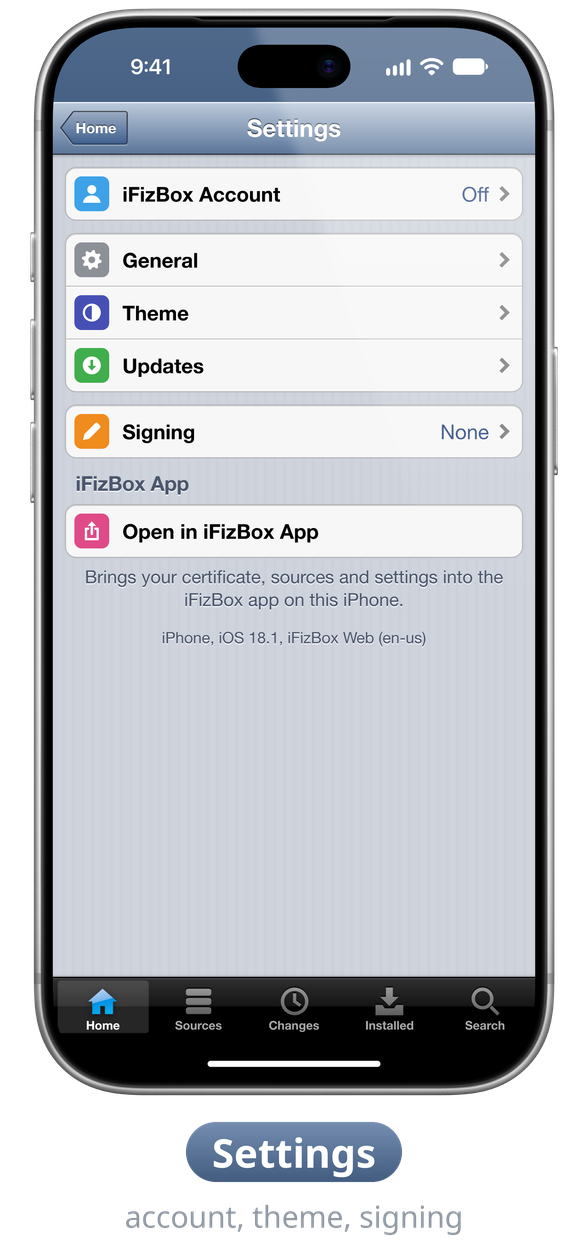 9:41
Home
Settings
iFizBox Account
Off
General
Theme
Updates
Signing
None
iFizBox App
Open in iFizBox App
Brings your certificate, sources and settings into the
iFizBox app on this iPhone.
iPhone, iOS 18.1, iFizBox Web (en-us)
Home
Sources
Changes
Installed
Search
Settings
account, theme, signing